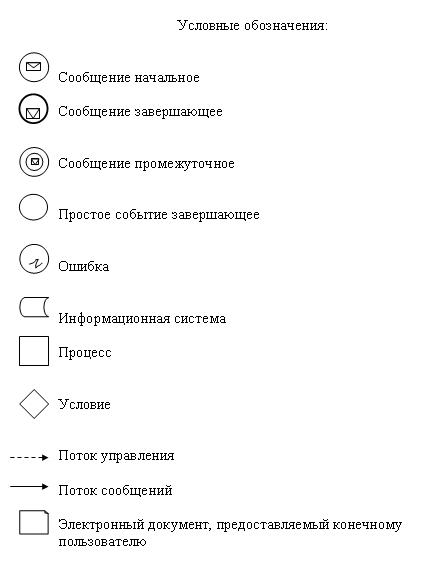 Условные обозначения:
Сообщение начальное
Сообщение завершающее
Сообщение промежуточное
Простое событие завершающее
Ошибка
Информационная система
Процесс
Условие
Поток управления
Поток сообщений
Электронный документ, предоставляемый конечному
пользователю